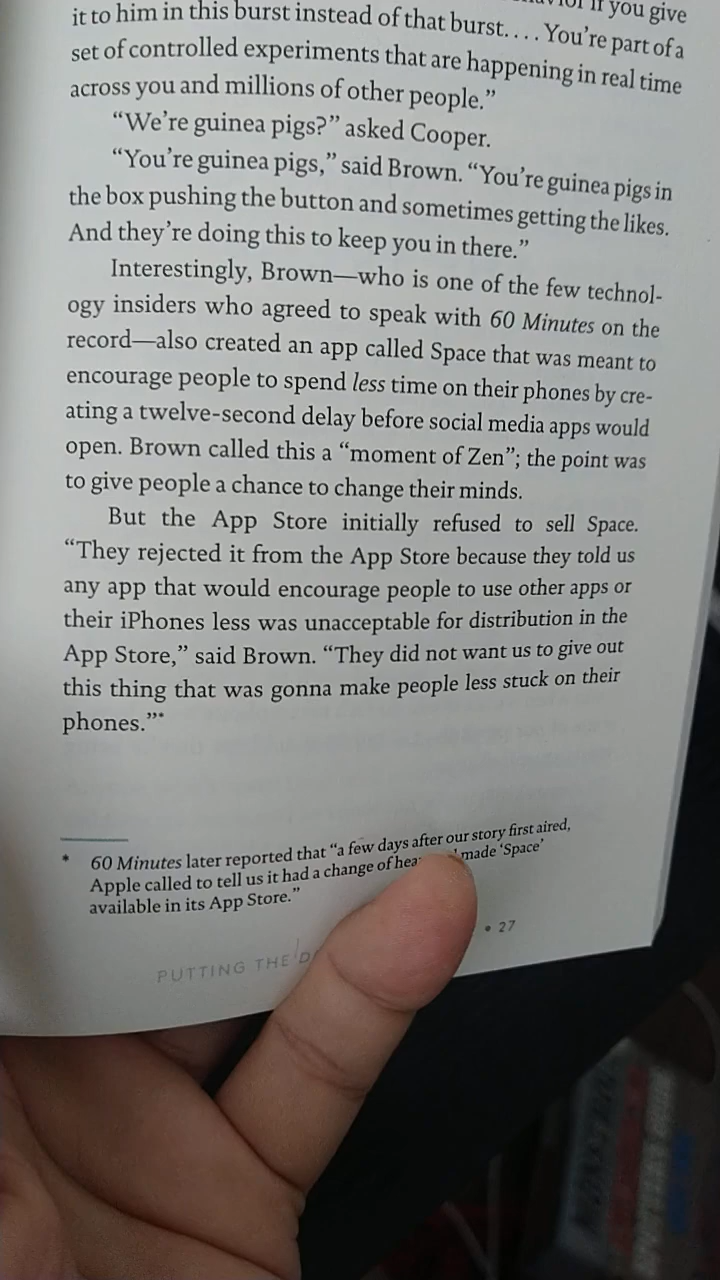 if you give
it to him in this burst instead of that burst. . . . You're part of a
set of controlled experiments that are happening in real time
across you and millions of other people.”
“We're guinea pigs?” asked Cooper.
“You're guinea pigs,” said Brown. “You're guinea pigs in
the box pushing the button and sometimes getting the likes.
And they're doing this to keep you in there.”
Interestingly, Brown—who is one of the few technol-
ogy insiders who agreed to speak with 60 Minutes on the
record—also created an app called Space that was meant to
encourage people to spend less time on their phones by cre-
ating a twelve-second delay before social media apps would
open. Brown called this a “moment of Zen”; the point was
to give people a chance to change their minds.
But the App Store initially refused to sell Space.
“They rejected it from the App Store because they told us
any app that would encourage people to use other apps or
their iPhones less was unacceptable for distribution in the
App Store,” said Brown. “They did not want us to give out
this thing that was gonna make people less stuck on their
phones.”*
* 60 Minutes later reported that “a few days after our story first aired,
Apple called to tell us it had a change of made ‘Space’
available in its App Store.”
PUTTING THE • 27